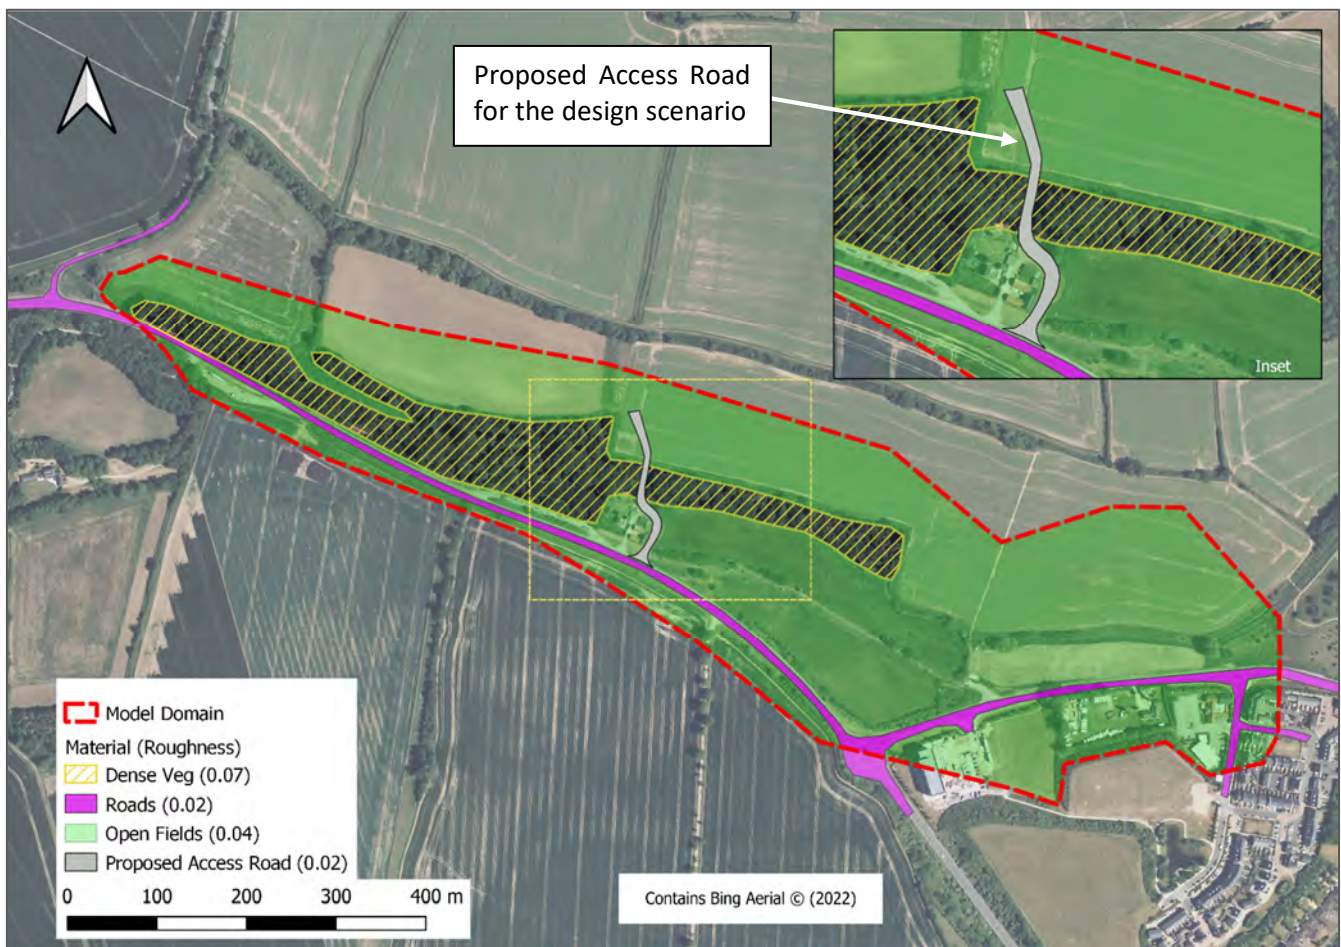 Proposed Access Road
for the design scenario
Inset
Model Domain
Material (Roughness)
Dense Veg (0.07)
Roads (0.02)
Open Fields (0.04)
Proposed Access Road (0.02)
0 100 200 300 400 m
Contains Bing Aerial © (2022)